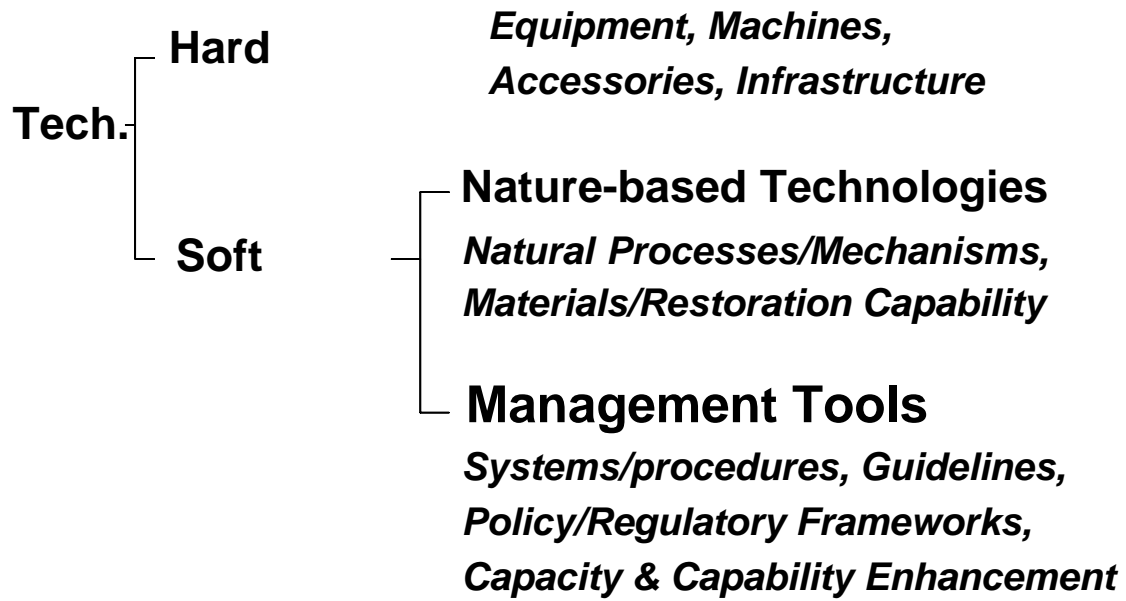 Hard
Equipment, Machines,
Accessories, Infrastructure
Tech.
Soft
Nature-based Technologies
Natural Processes/Mechanisms,
Materials/Restoration Capability
Management Tools
Systems/procedures, Guidelines,
Policy/Regulatory Frameworks,
Capacity & Capability Enhancement